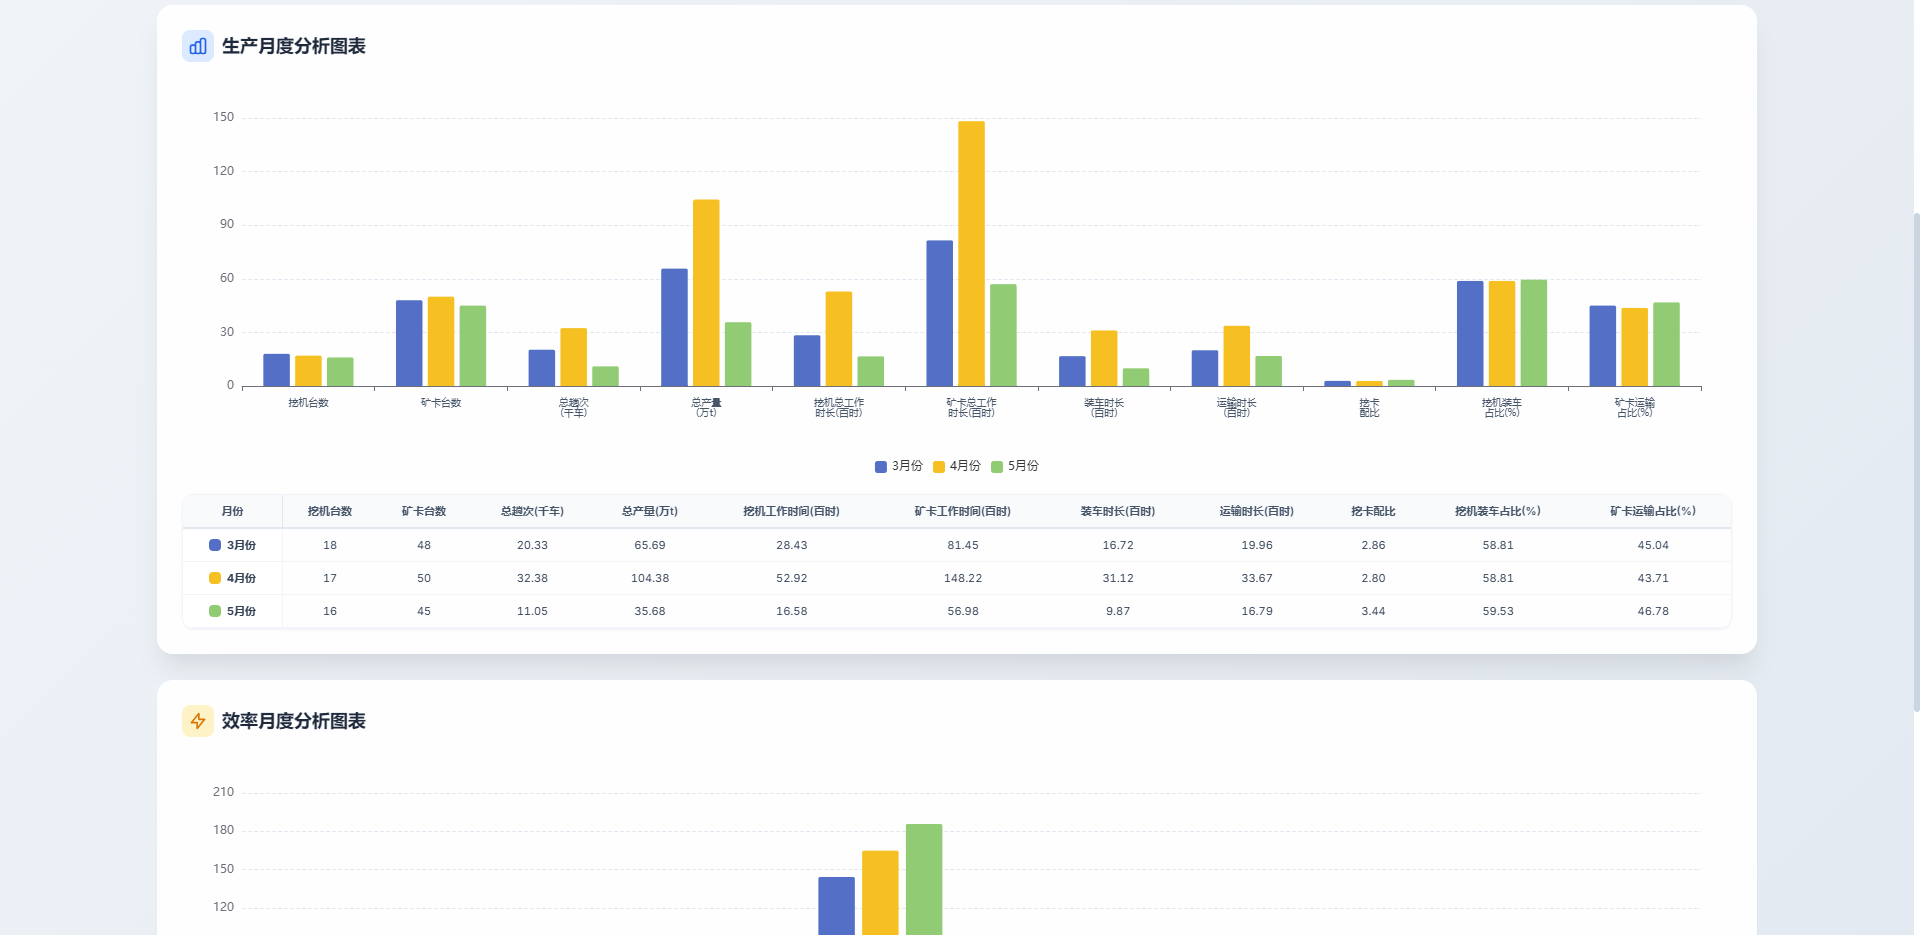 生产月度分析图表
150
120
90
60
30
0
挖机台数
矿卡台数
总趟次
(千车)
总产量
(万t)
挖机总工作
时长(百时)
矿卡总工作
时长(百时)
装车时长
(百时)
运输时长
(百时)
挖卡
配比
挖机装车
占比(%)
矿卡运输
占比(%)
3月份 4月份 5月份
月份 挖机台数 矿卡台数 总趟次(千车) 总产量(万t) 挖机工作时间(百时) 矿卡工作时间(百时) 装车时长(百时) 运输时长(百时) 挖卡配比 挖机装车占比(%) 矿卡运输占比(%)
3月份 18 48 20.33 65.69 28.43 81.45 16.72 19.96 2.86 58.81 45.04
4月份 17 50 32.38 104.38 52.92 148.22 31.12 33.67 2.80 58.81 43.71
5月份 16 45 11.05 35.68 16.58 56.98 9.87 16.79 3.44 59.53 46.78
效率月度分析图表
210
180
150
120